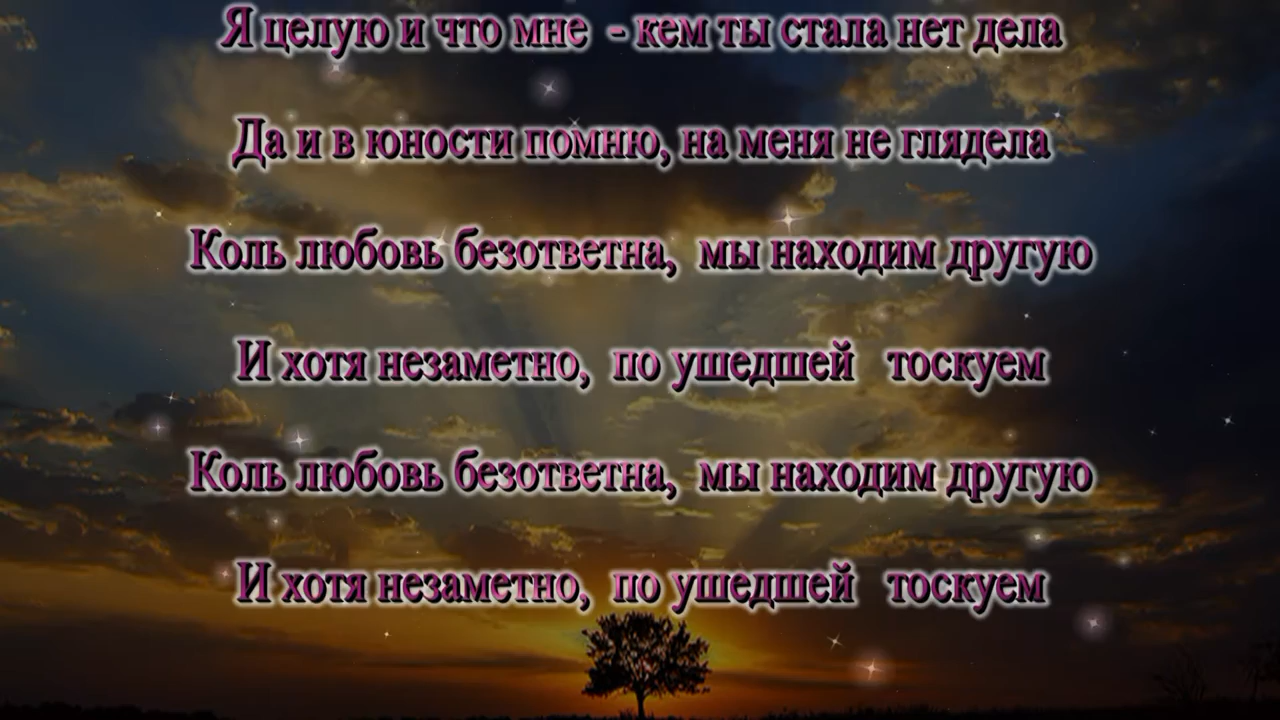 Я целую и что мне - кем ты стала нет дела
Да и в юности помню, на меня не глядела
Коль любовь безответна, мы находим другую
И хотя незаметно, по ушедшей тоскуем
Коль любовь безответна, мы находим другую
И хотя незаметно, по ушедшей тоскуем